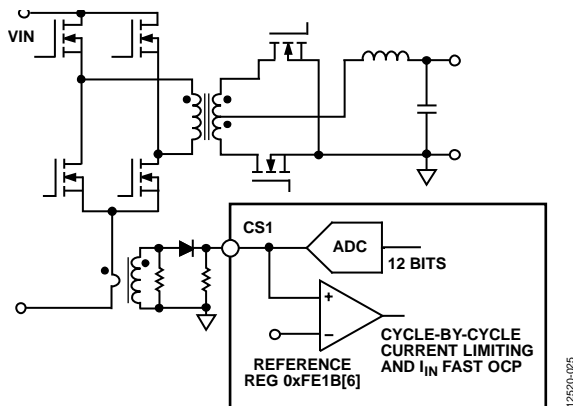 VIN
CS1
ADC
12 BITS
+
−
CYCLE-BY-CYCLE
CURRENT LIMITING
AND IIN FAST OCP
REFERENCE
REG 0xFE1B[6]
12520-025